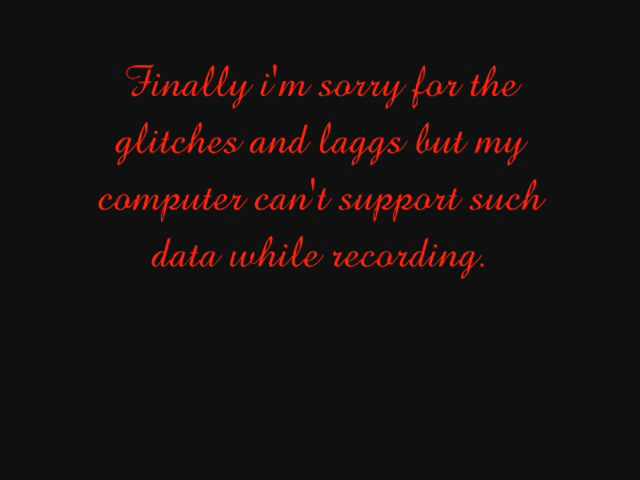 Finally i'm sorry for the
glitches and laggs but my
computer can't support such
data while recording.